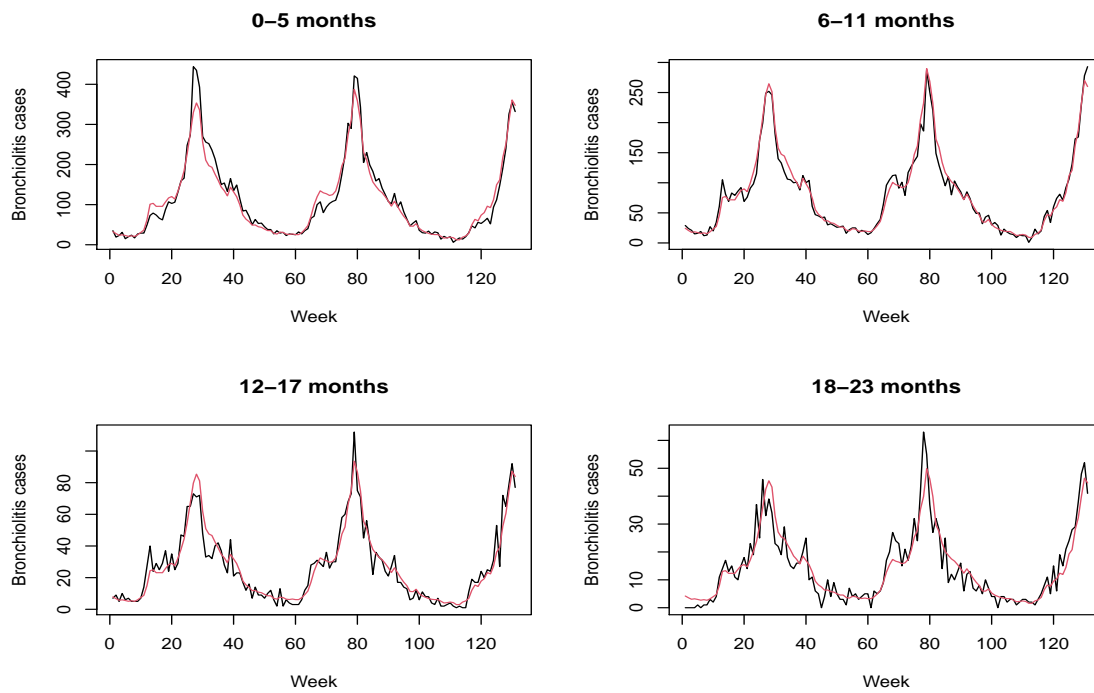 0–5 months
Bronchiolitis cases
0 100 200 300 400
0 20 40 60 80 100 120
Week
6–11 months
Bronchiolitis cases
0 50 150 250
0 20 40 60 80 100 120
Week
12–17 months
Bronchiolitis cases
0 20 40 60 80
0 20 40 60 80 100 120
Week
18–23 months
Bronchiolitis cases
0 10 30 50
0 20 40 60 80 100 120
Week